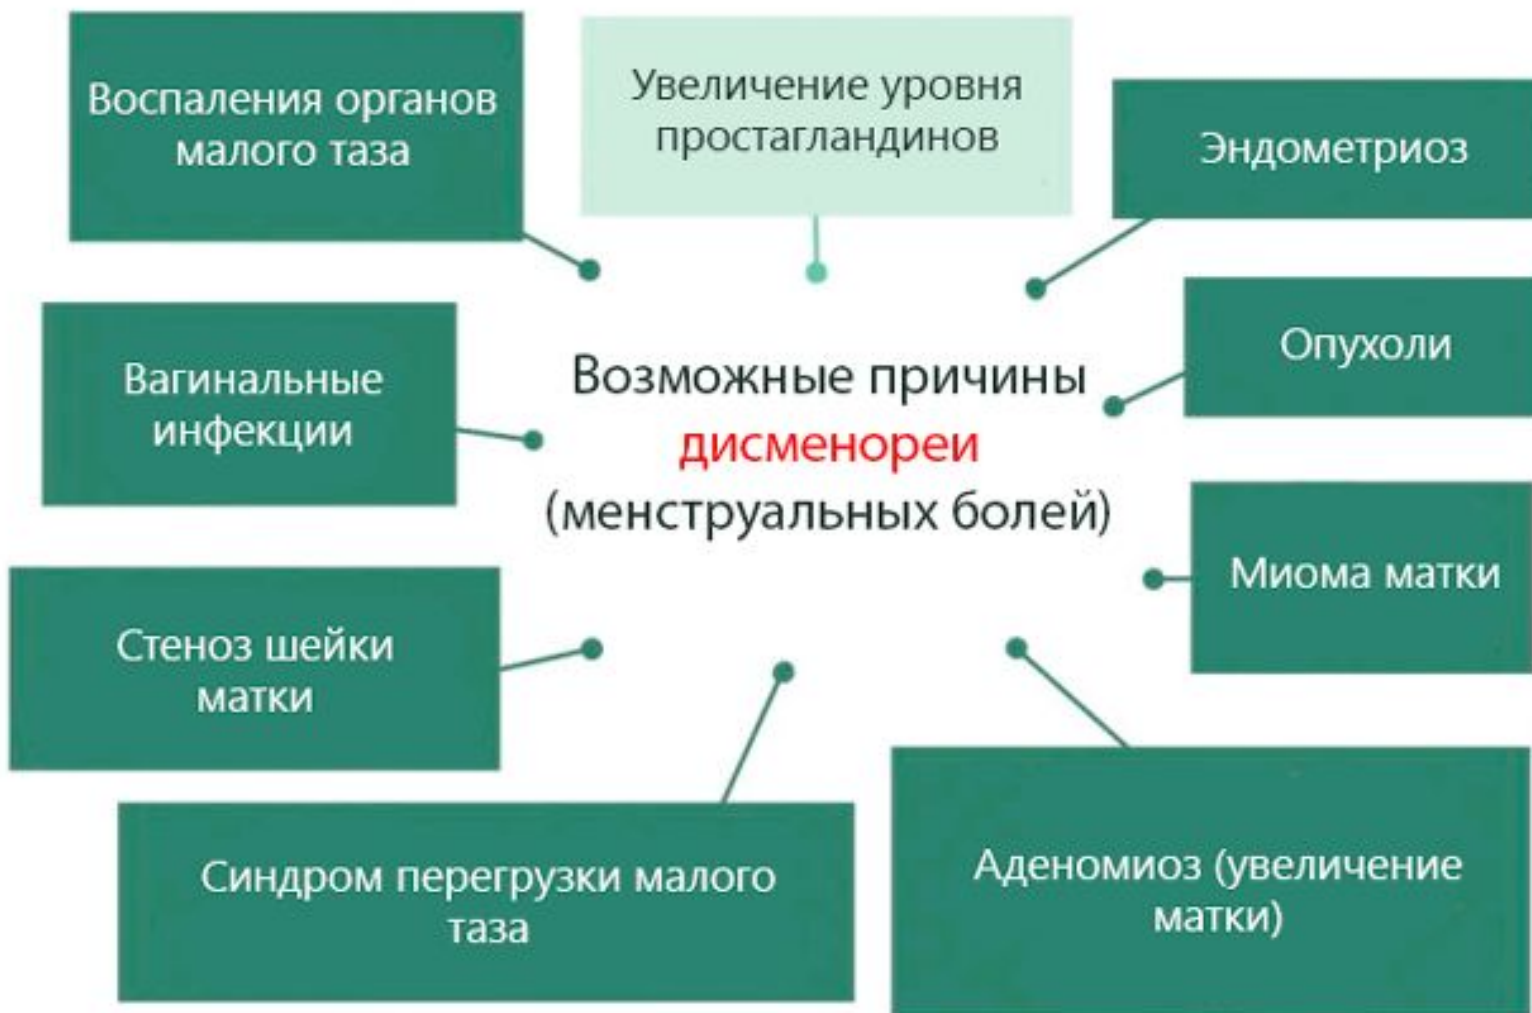 Воспаления органов
малого таза
Увеличение уровня
простагландинов
Эндометриоз
Опухоли
Вагинальные
инфекции
Возможные причины
дисменореи
(менструальных болей)
Миома матки
Стеноз шейки
матки
Синдром перегрузки малого
таза
Аденомиоз (увеличение
матки)